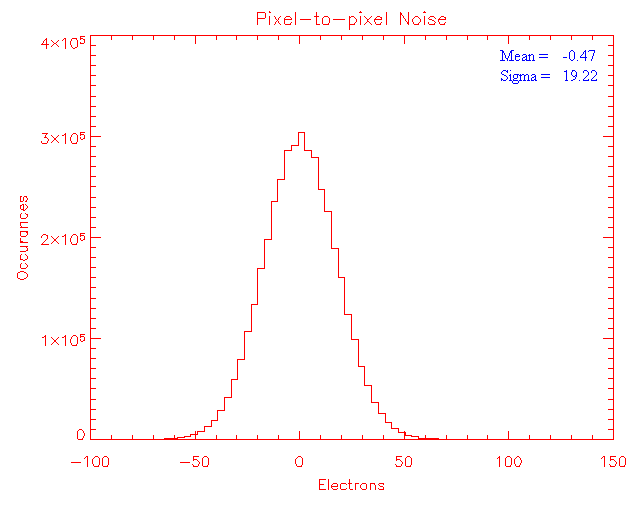 Pixel-to-pixel Noise
Mean = -0.47
Sigma = 19.22
4×10⁵
3×10⁵
2×10⁵
1×10⁵
0
Occurances
-100 -50 0 50 100 150
Electrons